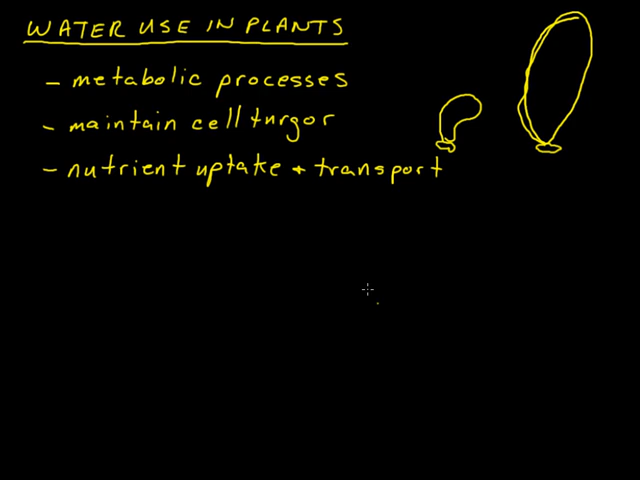 WATER USE IN PLANTS
- metabolic processes
- maintain cell turgor
- nutrient uptake + transport